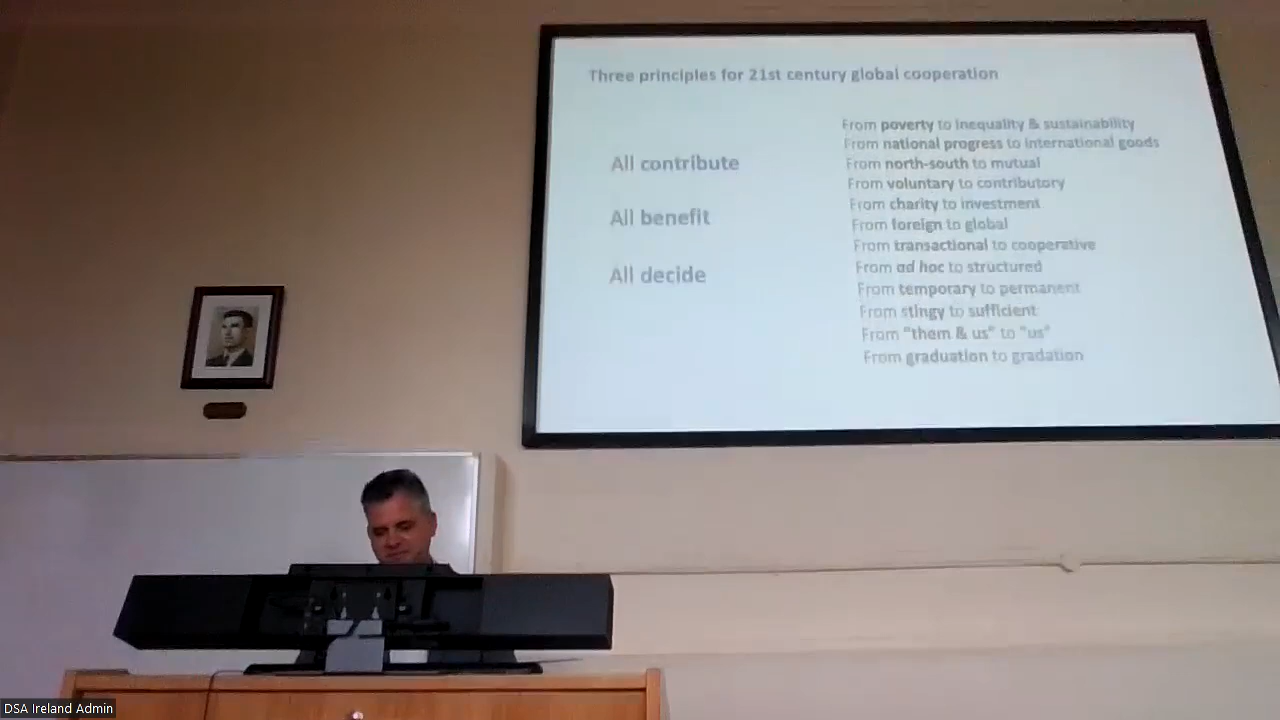 Three principles for 21st century global cooperation
All contribute
All benefit
All decide
From poverty to inequality & sustainability
From national progress to international goods
From north-south to mutual
From voluntary to contributory
From charity to investment
From foreign to global
From transactional to cooperative
From ad hoc to structured
From temporary to permanent
From stingy to sufficient
From "them & us" to "us"
From graduation to gradation
DSA Ireland Admin